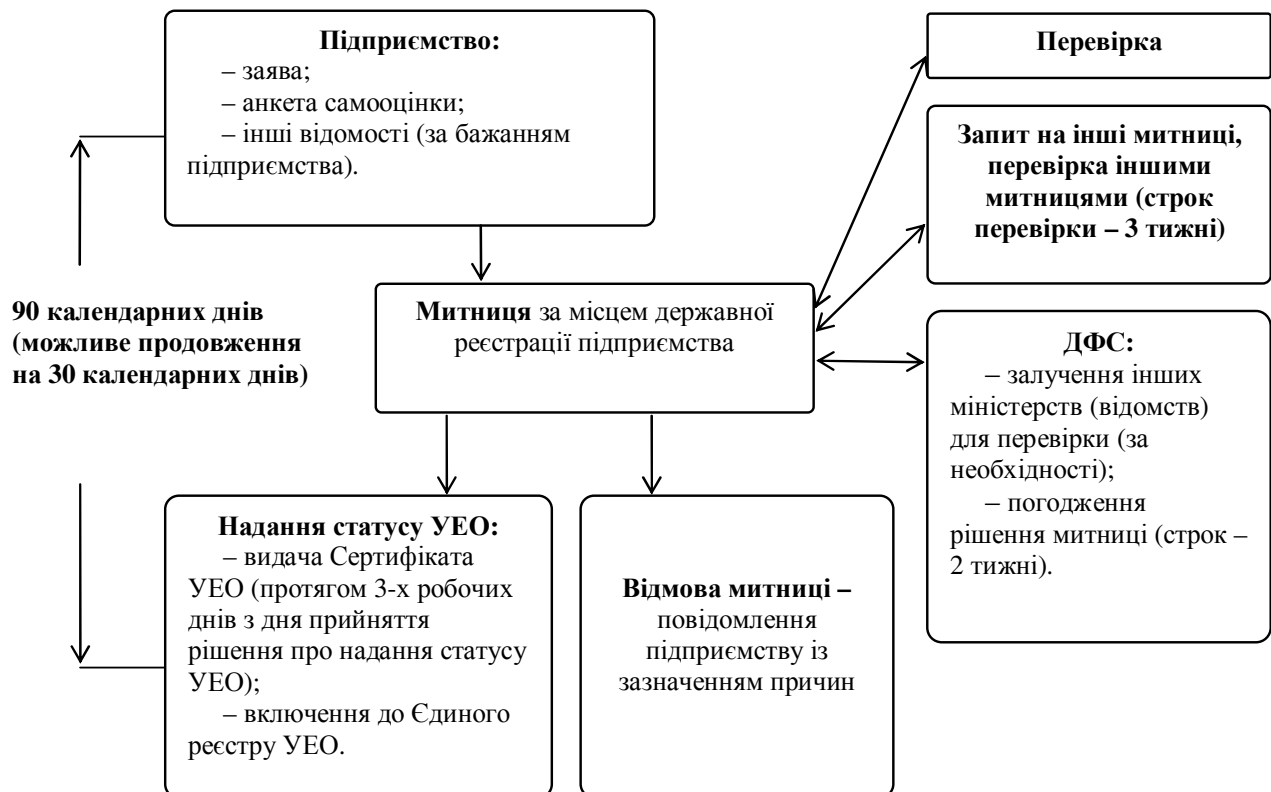 Підприємство:
– заява;
– анкета самооцінки;
– інші відомості (за бажанням
підприємства).
Перевірка
Запит на інші митниці,
перевірка іншими
митницями (строк
перевірки – 3 тижні)
90 календарних днів
(можливе продовження
на 30 календарних днів)
Митниця за місцем державної
реєстрації підприємства
ДФС:
– залучення інших
міністерств (відомств)
для перевірки (за
необхідності);
– погодження
рішення митниці (строк –
2 тижні).
Надання статусу УЕО:
– видача Сертифіката
УЕО (протягом 3-х робочих
днів з дня прийняття
рішення про надання статусу
УЕО);
– включення до Єдиного
реєстру УЕО.
Відмова митниці –
повідомлення
підприємству із
зазначенням причин